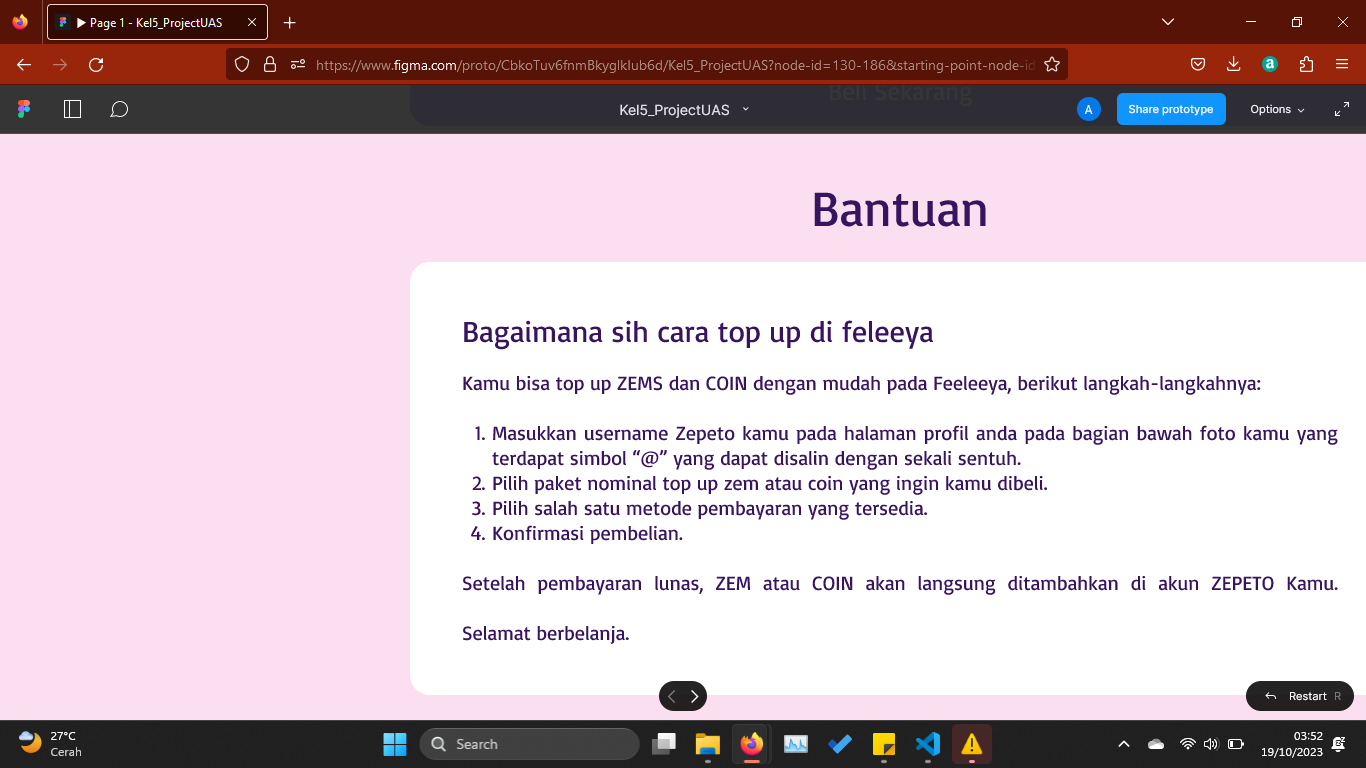 Page 1 - Kel5_ProjectUAS
https://www.figma.com/proto/CbkoTuv6fnmBkyglkIub6d/Kel5_ProjectUAS?node-id=130-186&starting-point-node-id
Beli Sekarang
Kel5_ProjectUAS
A
Share prototype
Options
Bantuan
Bagaimana sih cara top up di feleeya
Kamu bisa top up ZEMS dan COIN dengan mudah pada Feeleeya, berikut langkah-langkahnya:
1. Masukkan username Zepeto kamu pada halaman profil anda pada bagian bawah foto kamu yang
terdapat simbol “@” yang dapat disalin dengan sekali sentuh.
2. Pilih paket nominal top up zem atau coin yang ingin kamu dibeli.
3. Pilih salah satu metode pembayaran yang tersedia.
4. Konfirmasi pembelian.
Setelah pembayaran lunas, ZEM atau COIN akan langsung ditambahkan di akun ZEPETO Kamu.
Selamat berbelanja.
Restart R
27°C
Cerah
Search
03:52
19/10/2023